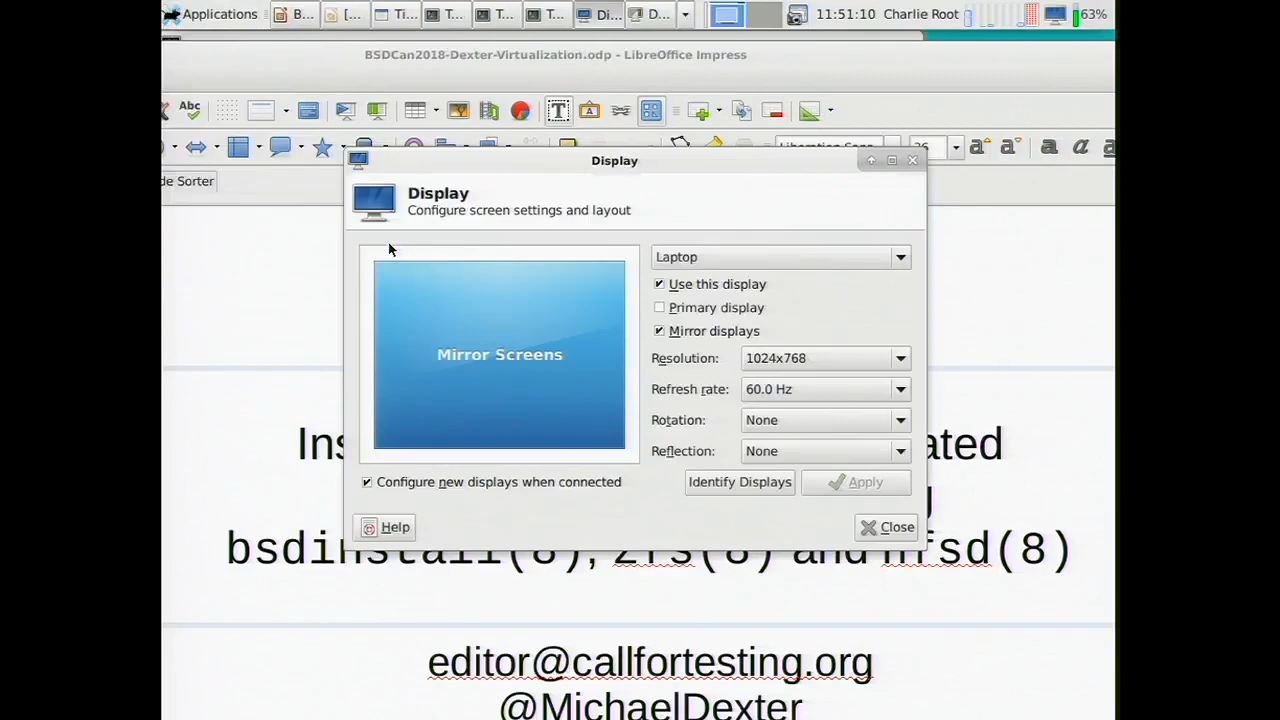 Applications B... [... Ti... T... T... T... Di... D... 11:51:10 Charlie Root 63%
BSDCan2018-Dexter-Virtualization.odp - LibreOffice Impress
Abc
de Sorter
Display
Display
Configure screen settings and layout
Laptop
Use this display
Primary display
Mirror displays
Mirror Screens
Resolution: 1024x768
Refresh rate: 60.0 Hz
Rotation: None
Reflection: None
Configure new displays when connected
Identify Displays Apply
Help Close
Ins ated
bsdinstall(8), zfs(8) and nfsd(8)
editor@callfortesting.org
@MichaelDexter